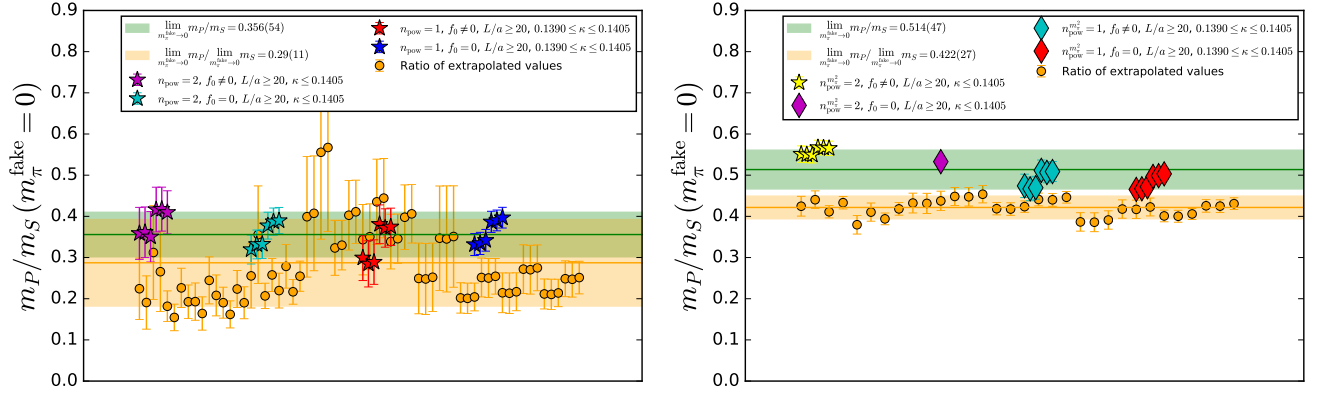 0.9
0.8
0.7
0.6
0.5
0.4
0.3
0.2
0.1
0.0
m_P/m_S (m_π^fake = 0)
lim_{m_π^fake→0} m_P/m_S = 0.356(54)
lim_{m_π^fake→0} m_P/ lim_{m_π^fake→0} m_S = 0.29(11)
n_pow = 2, f_0 ≠ 0, L/a ≥ 20, κ ≤ 0.1405
n_pow = 2, f_0 = 0, L/a ≥ 20, κ ≤ 0.1405
n_pow = 1, f_0 ≠ 0, L/a ≥ 20, 0.1390 ≤ κ ≤ 0.1405
n_pow = 1, f_0 = 0, L/a ≥ 20, 0.1390 ≤ κ ≤ 0.1405
Ratio of extrapolated values
0.9
0.8
0.7
0.6
0.5
0.4
0.3
0.2
0.1
0.0
m_P/m_S (m_π^fake = 0)
lim_{m_π^fake→0} m_P/m_S = 0.514(47)
lim_{m_π^fake→0} m_P/ lim_{m_π^fake→0} m_S = 0.422(27)
n_pow^{m_π^2} = 2, f_0 ≠ 0, L/a ≥ 20, κ ≤ 0.1405
n_pow^{m_π^2} = 2, f_0 = 0, L/a ≥ 20, κ ≤ 0.1405
n_pow^{m_π^2} = 1, f_0 ≠ 0, L/a ≥ 20, 0.1390 ≤ κ ≤ 0.1405
n_pow^{m_π^2} = 1, f_0 = 0, L/a ≥ 20, 0.1390 ≤ κ ≤ 0.1405
Ratio of extrapolated values